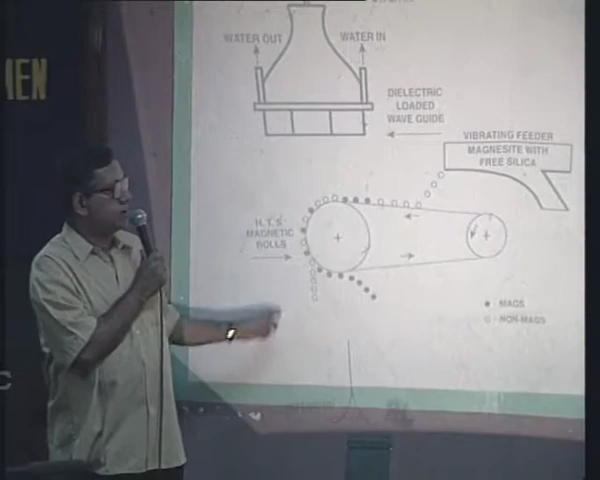 MEN
WATER OUT
WATER IN
DIELECTRIC
LOADED
WAVE GUIDE
VIBRATING FEEDER
MAGNESITE WITH
FREE SILICA
H.T.S
MAGNETIC
ROLLS
MAGS
NON-MAGS
C